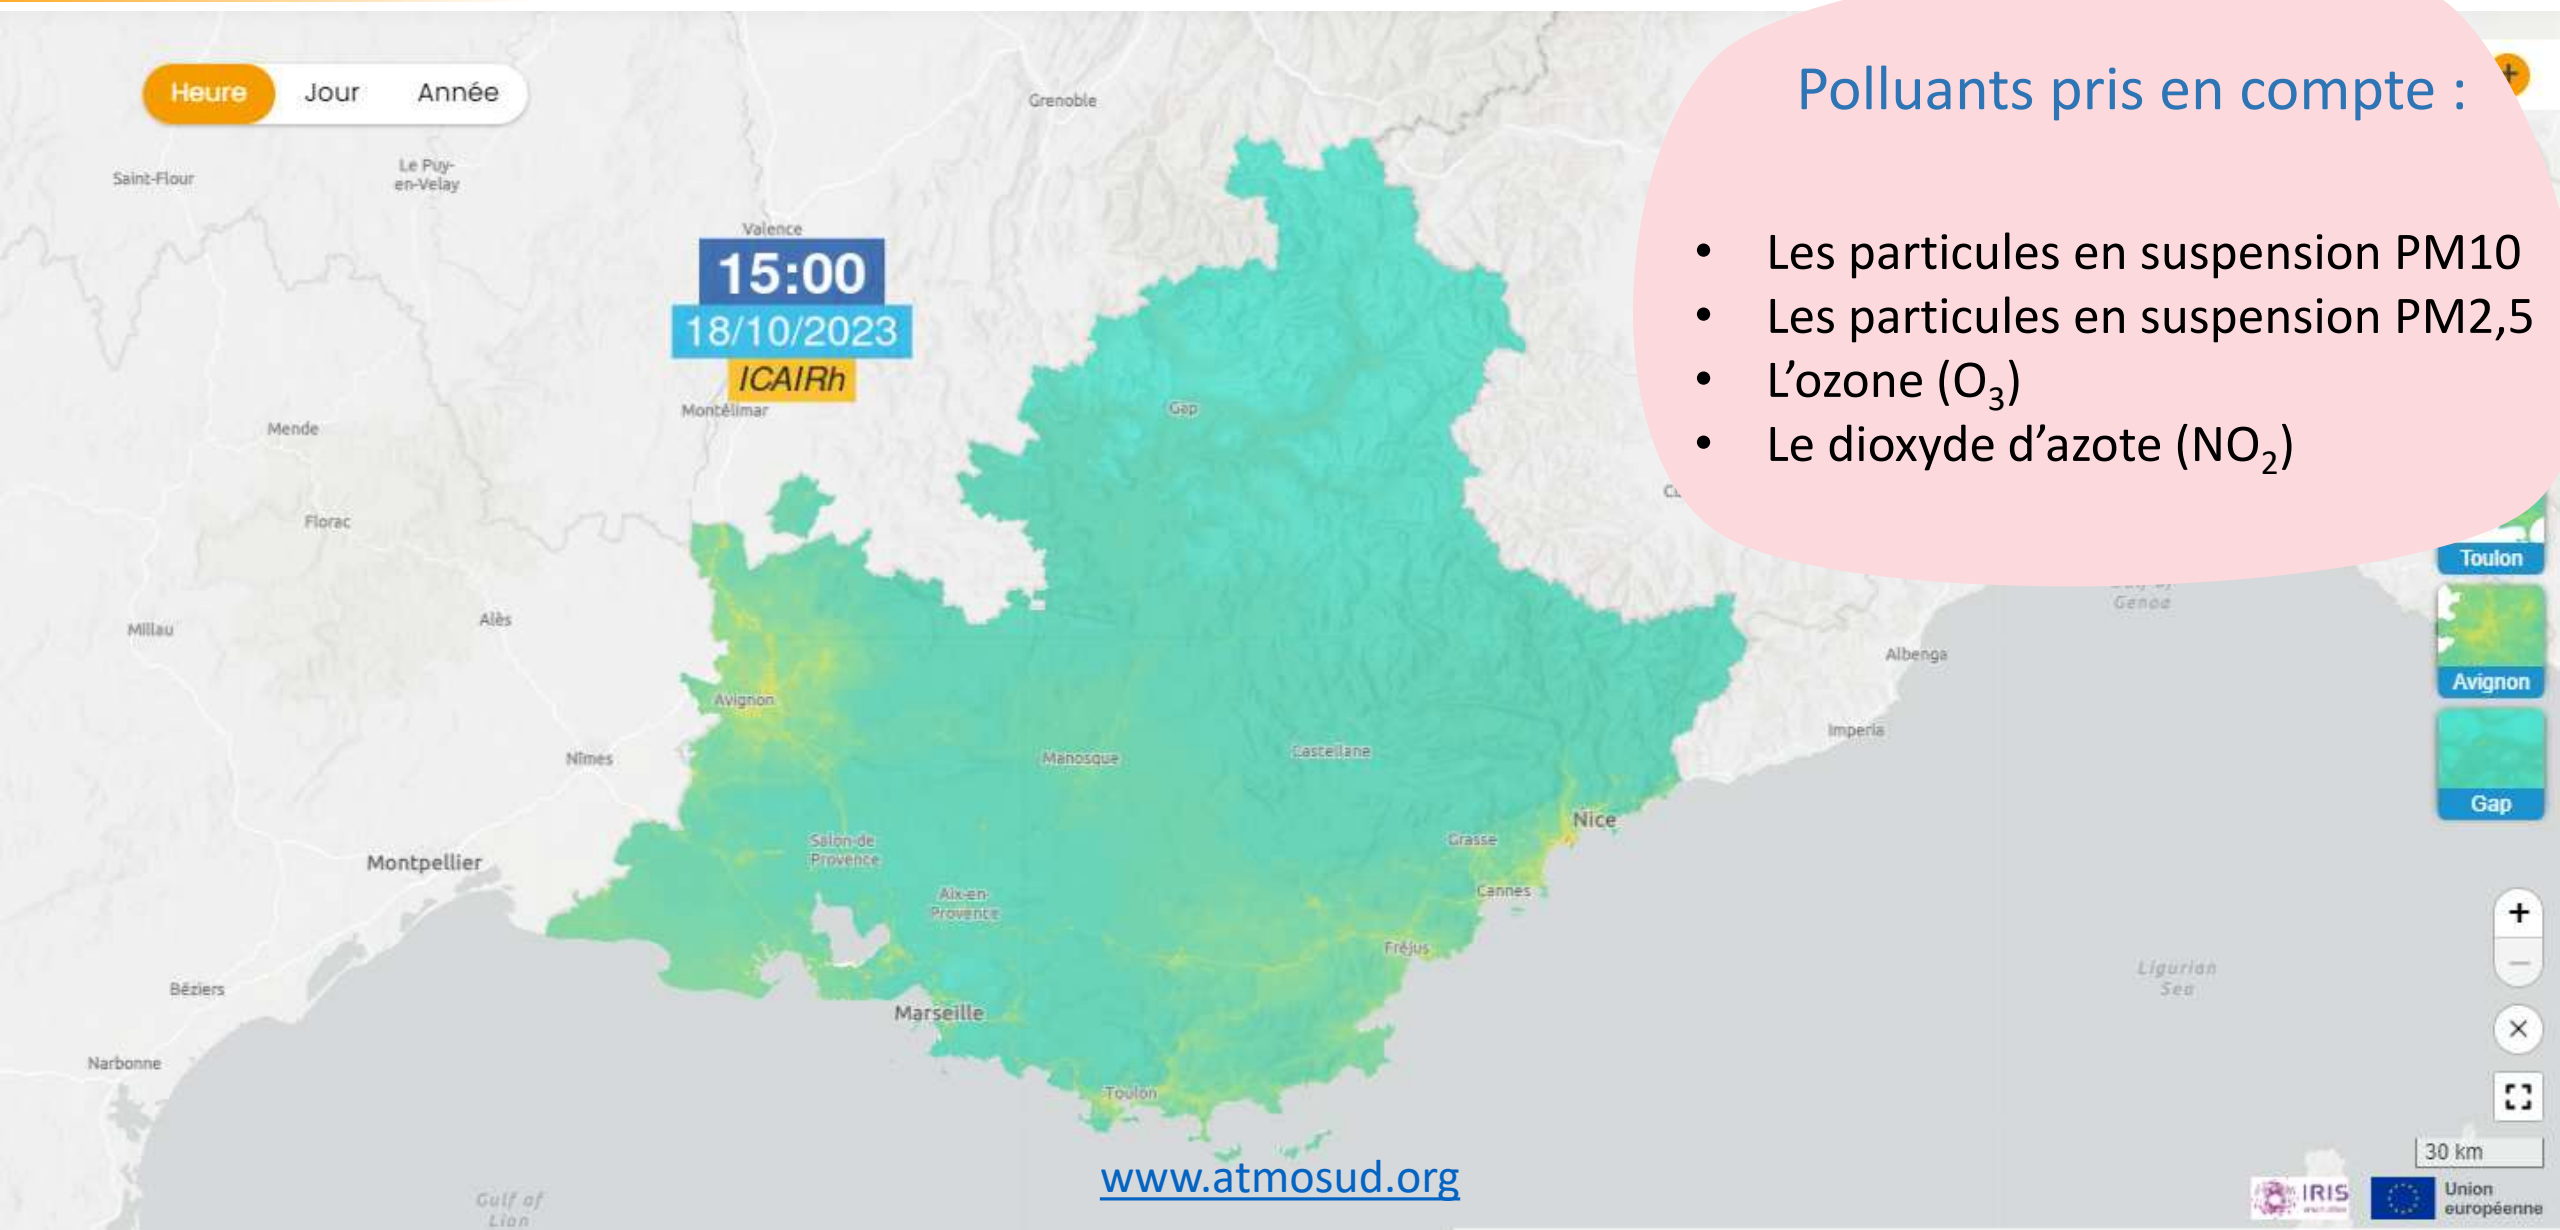 Heure Jour Année
Polluants pris en compte :
Grenoble
Le Puy-
en-Velay
Saint-Flour
Valence
15:00
18/10/2023
ICAIRh
Montélimar
• Les particules en suspension PM10
• Les particules en suspension PM2,5
• L'ozone (O3)
• Le dioxyde d'azote (NO2)
Gap
Mende
Florac
Toulon
Genoa
Alès
Millau
Albenga
Avignon
Avignon
Imperia
Nîmes
Manosque
Castellane
Gap
Nice
Salon-de-
Provence
Grasse
Montpellier
Aix-en-
Provence
Cannes
Fréjus
Ligurian
Sea
Béziers
Marseille
Narbonne
Toulon
30 km
www.atmosud.org
Gulf of
Lion
IRIS
Union
européenne